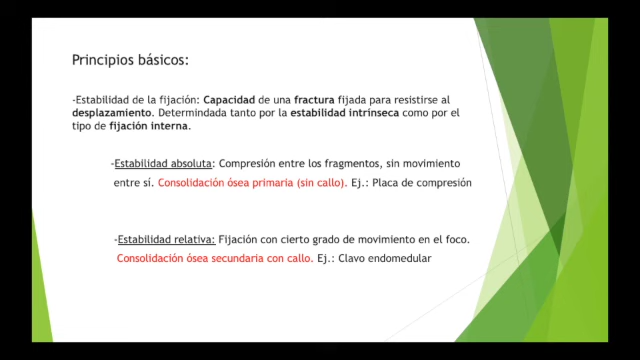 Principios básicos:
-Estabilidad de la fijación: Capacidad de una fractura fijada para resistirse al
desplazamiento. Determindada tanto por la estabilidad intrínseca como por el
tipo de fijación interna.
-Estabilidad absoluta: Compresión entre los fragmentos, sin movimiento
entre sí. Consolidación ósea primaria (sin callo). Ej.: Placa de compresión
-Estabilidad relativa: Fijación con cierto grado de movimiento en el foco.
Consolidación ósea secundaria con callo. Ej.: Clavo endomedular